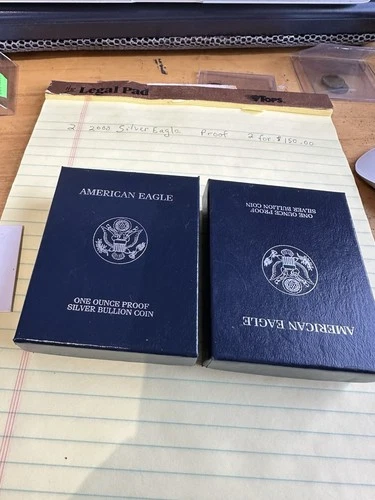 Legal Pad
TOPS
2 2000 Silver Eagle Proof 2 for $150.00
AMERICAN EAGLE
ONE OUNCE PROOF
SILVER BULLION COIN
AMERICAN EAGLE
ONE OUNCE PROOF
SILVER BULLION COIN